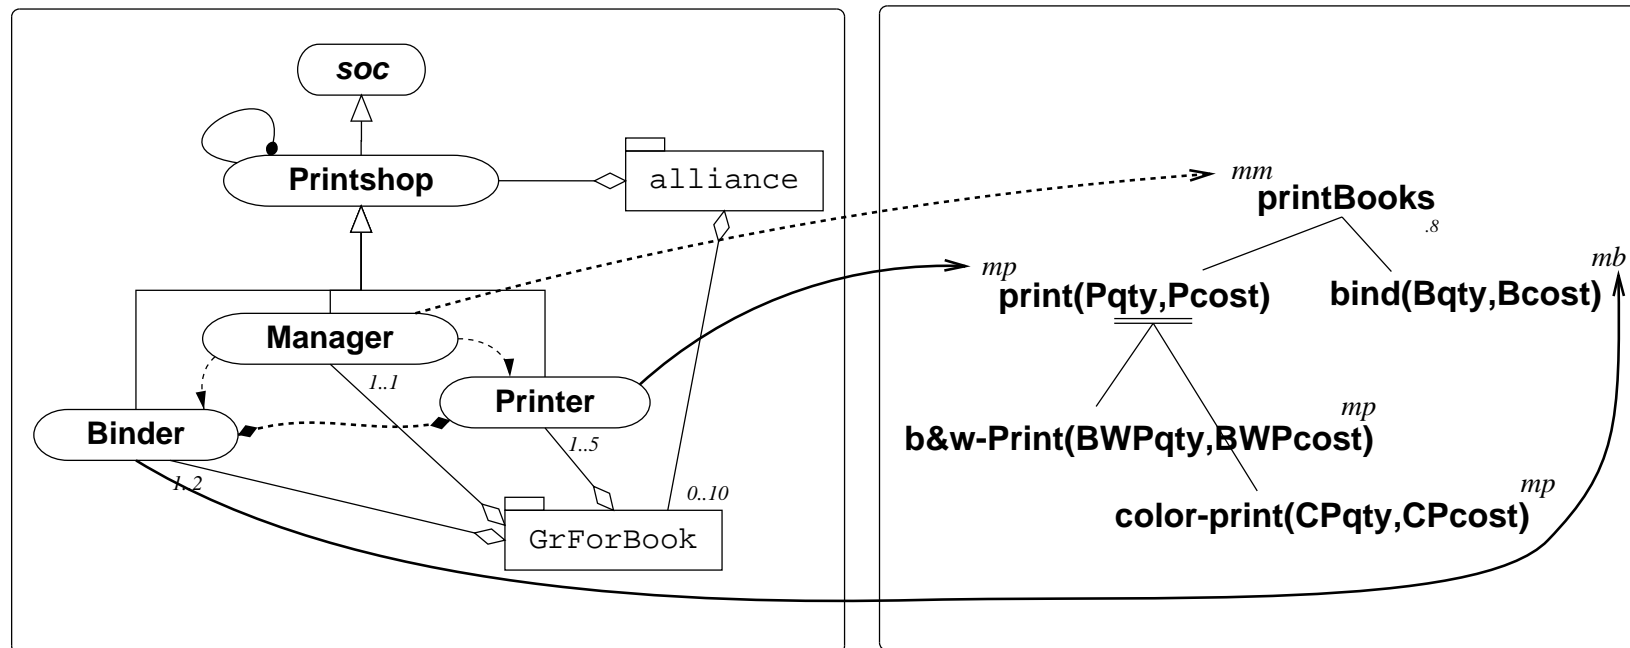 soc
Printshop
alliance
Manager
1..1
Printer
Binder
1..5
1..2
0..10
GrForBook
mm
printBooks
.8
mp
mb
print(Pqty,Pcost)
bind(Bqty,Bcost)
mp
b&w-Print(BWPqty,BWPcost)
mp
color-print(CPqty,CPcost)